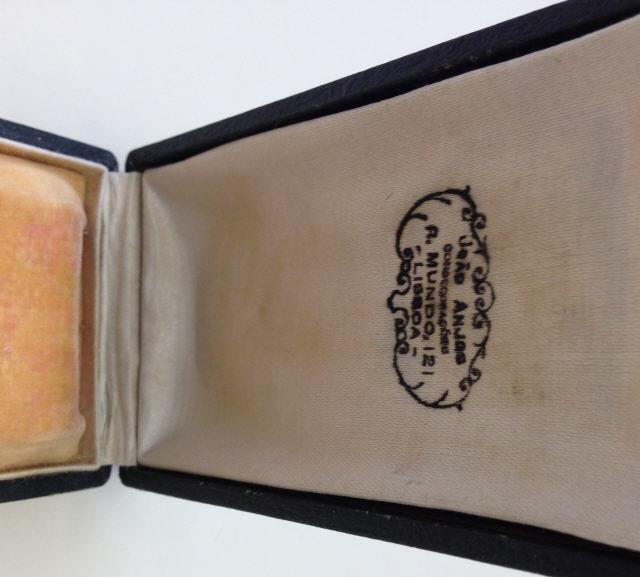 JOÃO ANJOS
CONDECORAÇÕES
R. MUNDO, 121
- LISBOA -